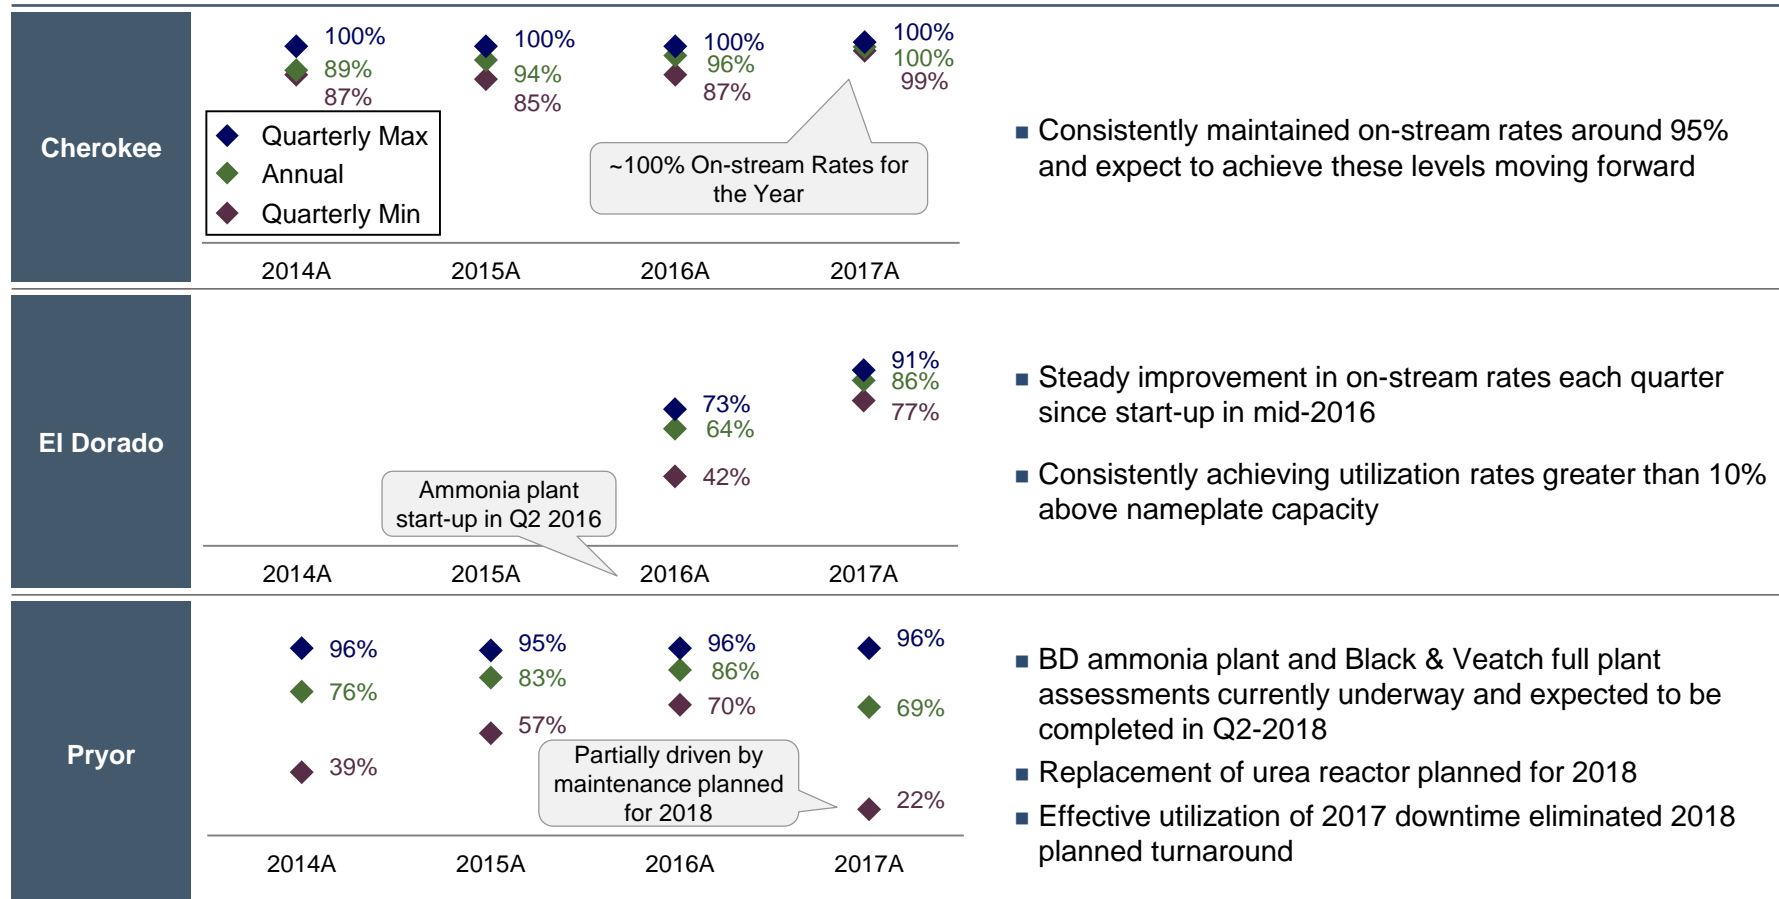 Cherokee
100%
89%
87%
100%
94%
85%
100%
96%
87%
100%
100%
99%
Quarterly Max
Annual
Quarterly Min
~100% On-stream Rates for
the Year
2014A
2015A
2016A
2017A
■ Consistently maintained on-stream rates around 95%
and expect to achieve these levels moving forward
El Dorado
73%
64%
42%
91%
86%
77%
Ammonia plant
start-up in Q2 2016
2014A
2015A
2016A
2017A
■ Steady improvement in on-stream rates each quarter
since start-up in mid-2016
■ Consistently achieving utilization rates greater than 10%
above nameplate capacity
Pryor
96%
76%
39%
95%
83%
57%
96%
86%
70%
96%
69%
22%
Partially driven by
maintenance planned
for 2018
2014A
2015A
2016A
2017A
■ BD ammonia plant and Black & Veatch full plant
assessments currently underway and expected to be
completed in Q2-2018
■ Replacement of urea reactor planned for 2018
■ Effective utilization of 2017 downtime eliminated 2018
planned turnaround